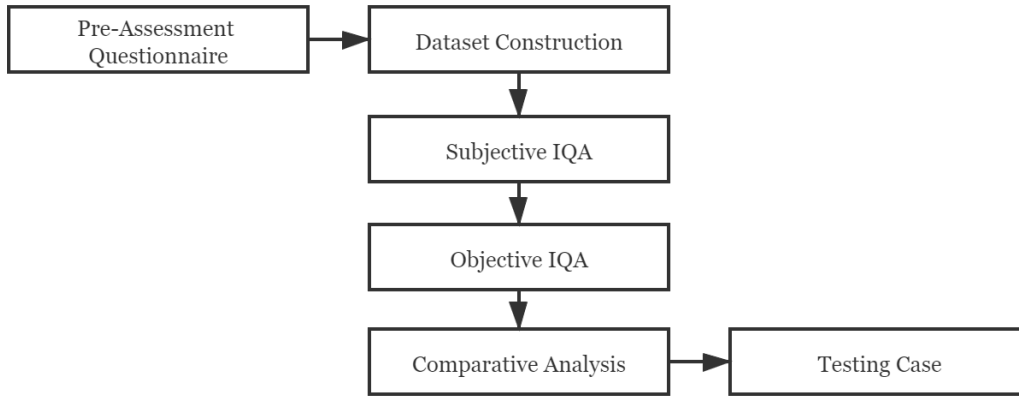 Pre-Assessment
Questionnaire
Dataset Construction
Subjective IQA
Objective IQA
Comparative Analysis
Testing Case